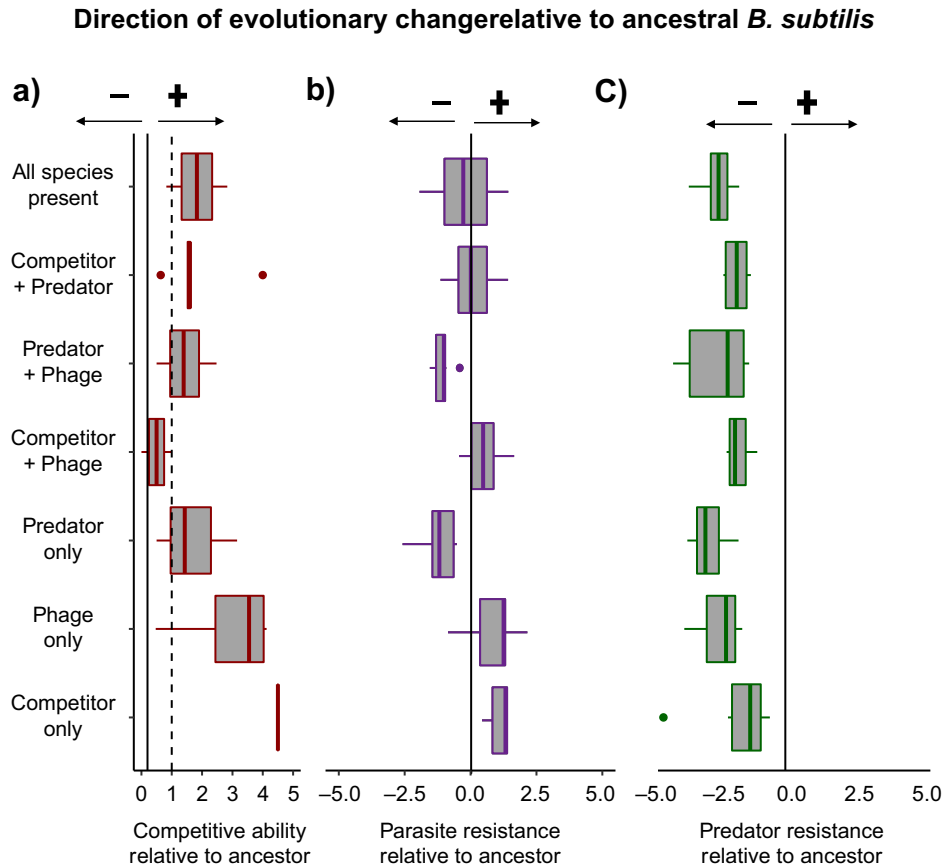 Direction of evolutionary changerelative to ancestral B. subtilis
a)
− +
b)
− +
C)
− +
All species
present
Competitor
+ Predator
Predator
+ Phage
Competitor
+ Phage
Predator
only
Phage
only
Competitor
only
0 1 2 3 4 5
−5.0 −2.5 0.0 2.5 5.0
−5.0 −2.5 0.0 2.5 5.0
Competitive ability
relative to ancestor
Parasite resistance
relative to ancestor
Predator resistance
relative to ancestor